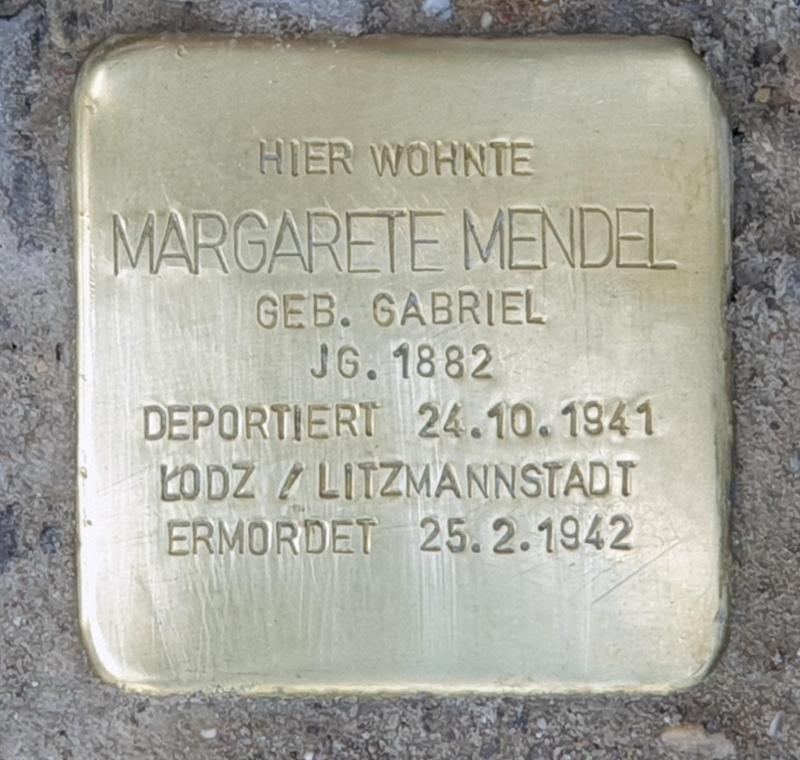 HIER WOHNTE
MARGARETE MENDEL
GEB. GABRIEL
JG. 1882
DEPORTIERT 24.10.1941
ŁODZ / LITZMANNSTADT
ERMORDET 25.2.1942